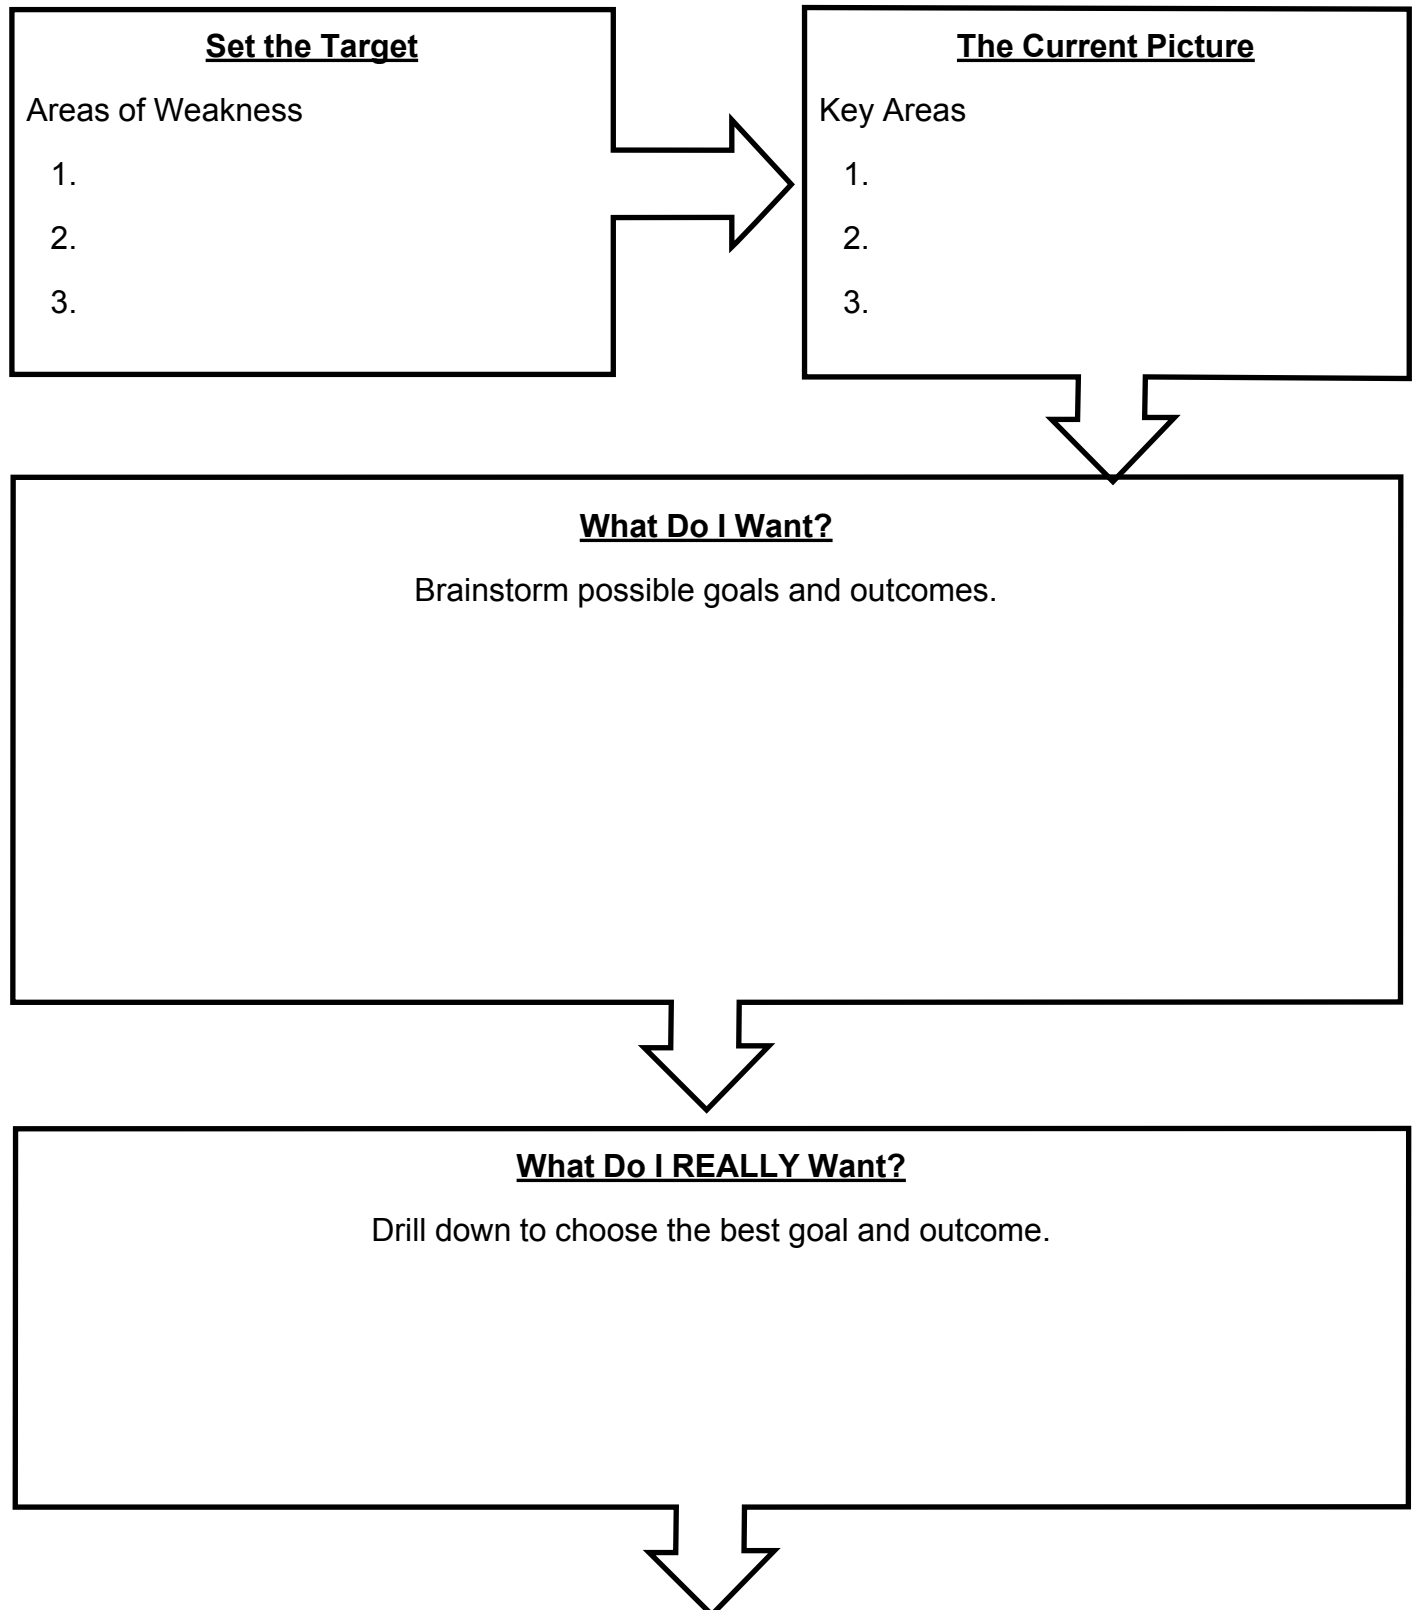 Set the Target
Areas of Weakness
1.
2.
3.
The Current Picture
Key Areas
1.
2.
3.
What Do I Want?
Brainstorm possible goals and outcomes.
What Do I REALLY Want?
Drill down to choose the best goal and outcome.